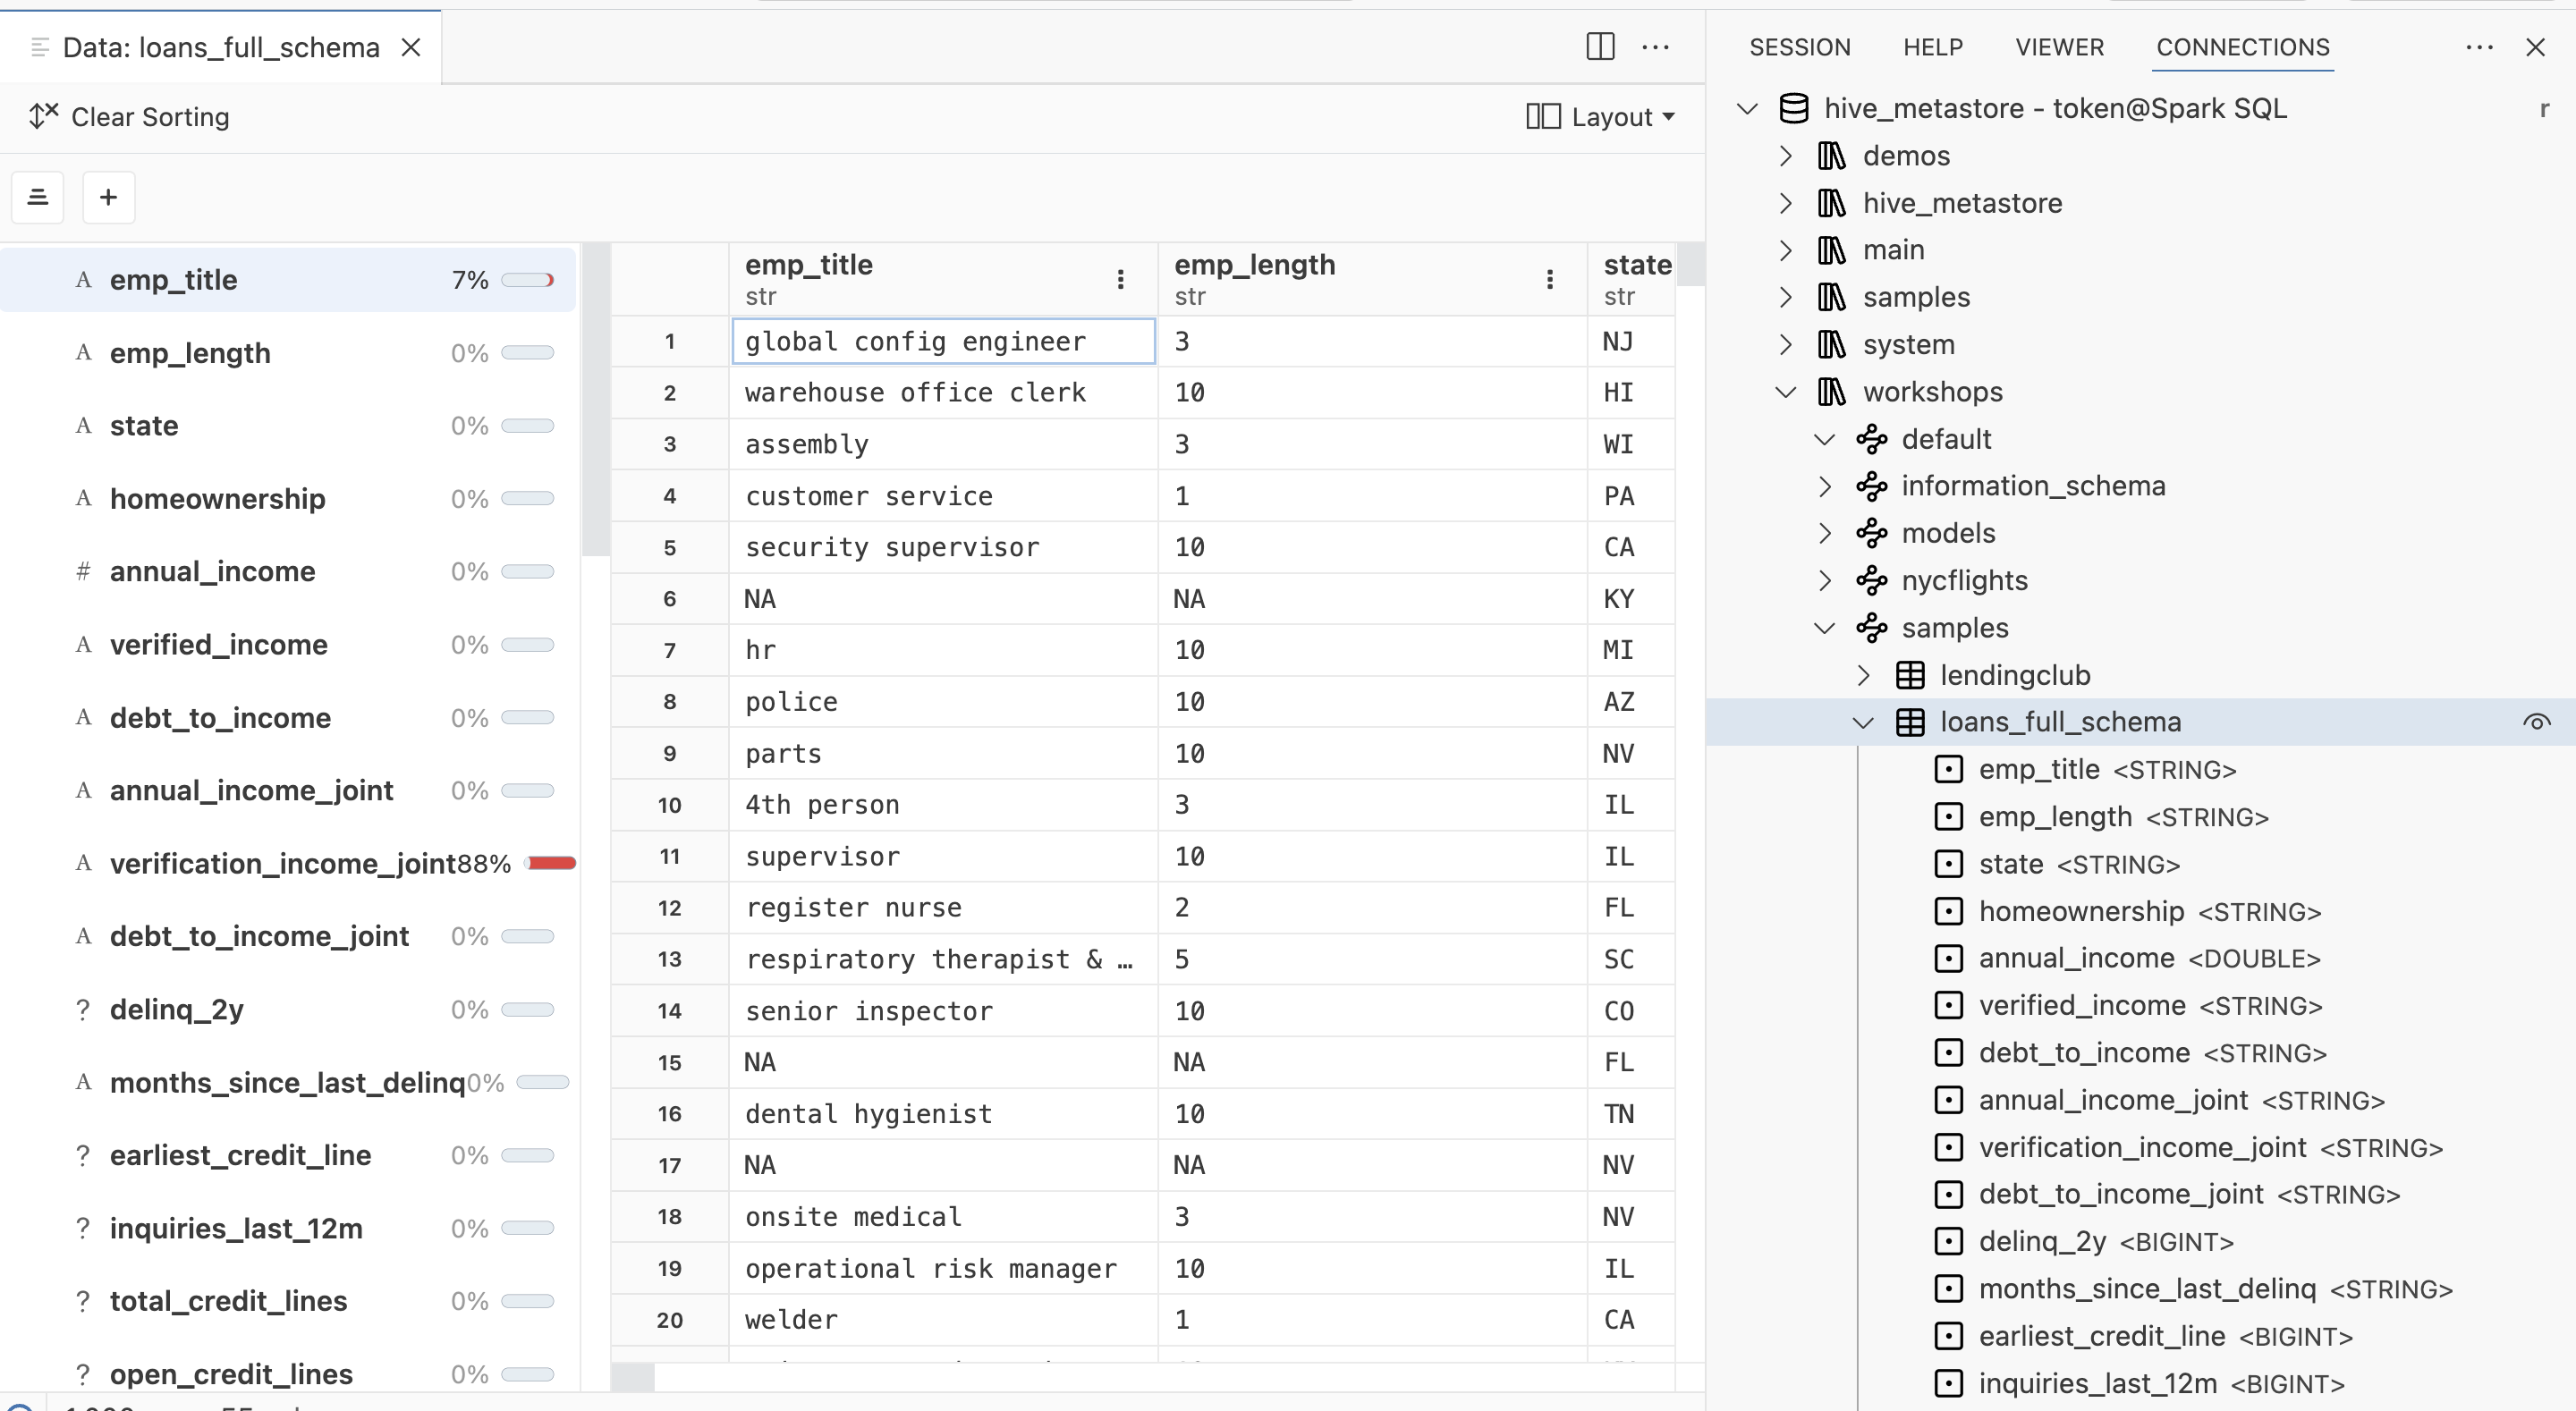 Data: loans_full_schema
Clear Sorting
Layout
emp_title 7%
emp_length 0%
state 0%
homeownership 0%
# annual_income 0%
verified_income 0%
debt_to_income 0%
annual_income_joint 0%
verification_income_joint 88%
debt_to_income_joint 0%
? delinq_2y 0%
months_since_last_delinq 0%
? earliest_credit_line 0%
? inquiries_last_12m 0%
? total_credit_lines 0%
? open_credit_lines 0%
emp_title emp_length state
str str str
1 global config engineer 3 NJ
2 warehouse office clerk 10 HI
3 assembly 3 WI
4 customer service 1 PA
5 security supervisor 10 CA
6 NA NA KY
7 hr 10 MI
8 police 10 AZ
9 parts 10 NV
10 4th person 3 IL
11 supervisor 10 IL
12 register nurse 2 FL
13 respiratory therapist & … 5 SC
14 senior inspector 10 CO
15 NA NA FL
16 dental hygienist 10 TN
17 NA NA NV
18 onsite medical 3 NV
19 operational risk manager 10 IL
20 welder 1 CA
SESSION HELP VIEWER CONNECTIONS
hive_metastore - token@Spark SQL r
demos
hive_metastore
main
samples
system
workshops
default
information_schema
models
nycflights
samples
lendingclub
loans_full_schema
emp_title <STRING>
emp_length <STRING>
state <STRING>
homeownership <STRING>
annual_income <DOUBLE>
verified_income <STRING>
debt_to_income <STRING>
annual_income_joint <STRING>
verification_income_joint <STRING>
debt_to_income_joint <STRING>
delinq_2y <BIGINT>
months_since_last_delinq <STRING>
earliest_credit_line <BIGINT>
inquiries_last_12m <BIGINT>